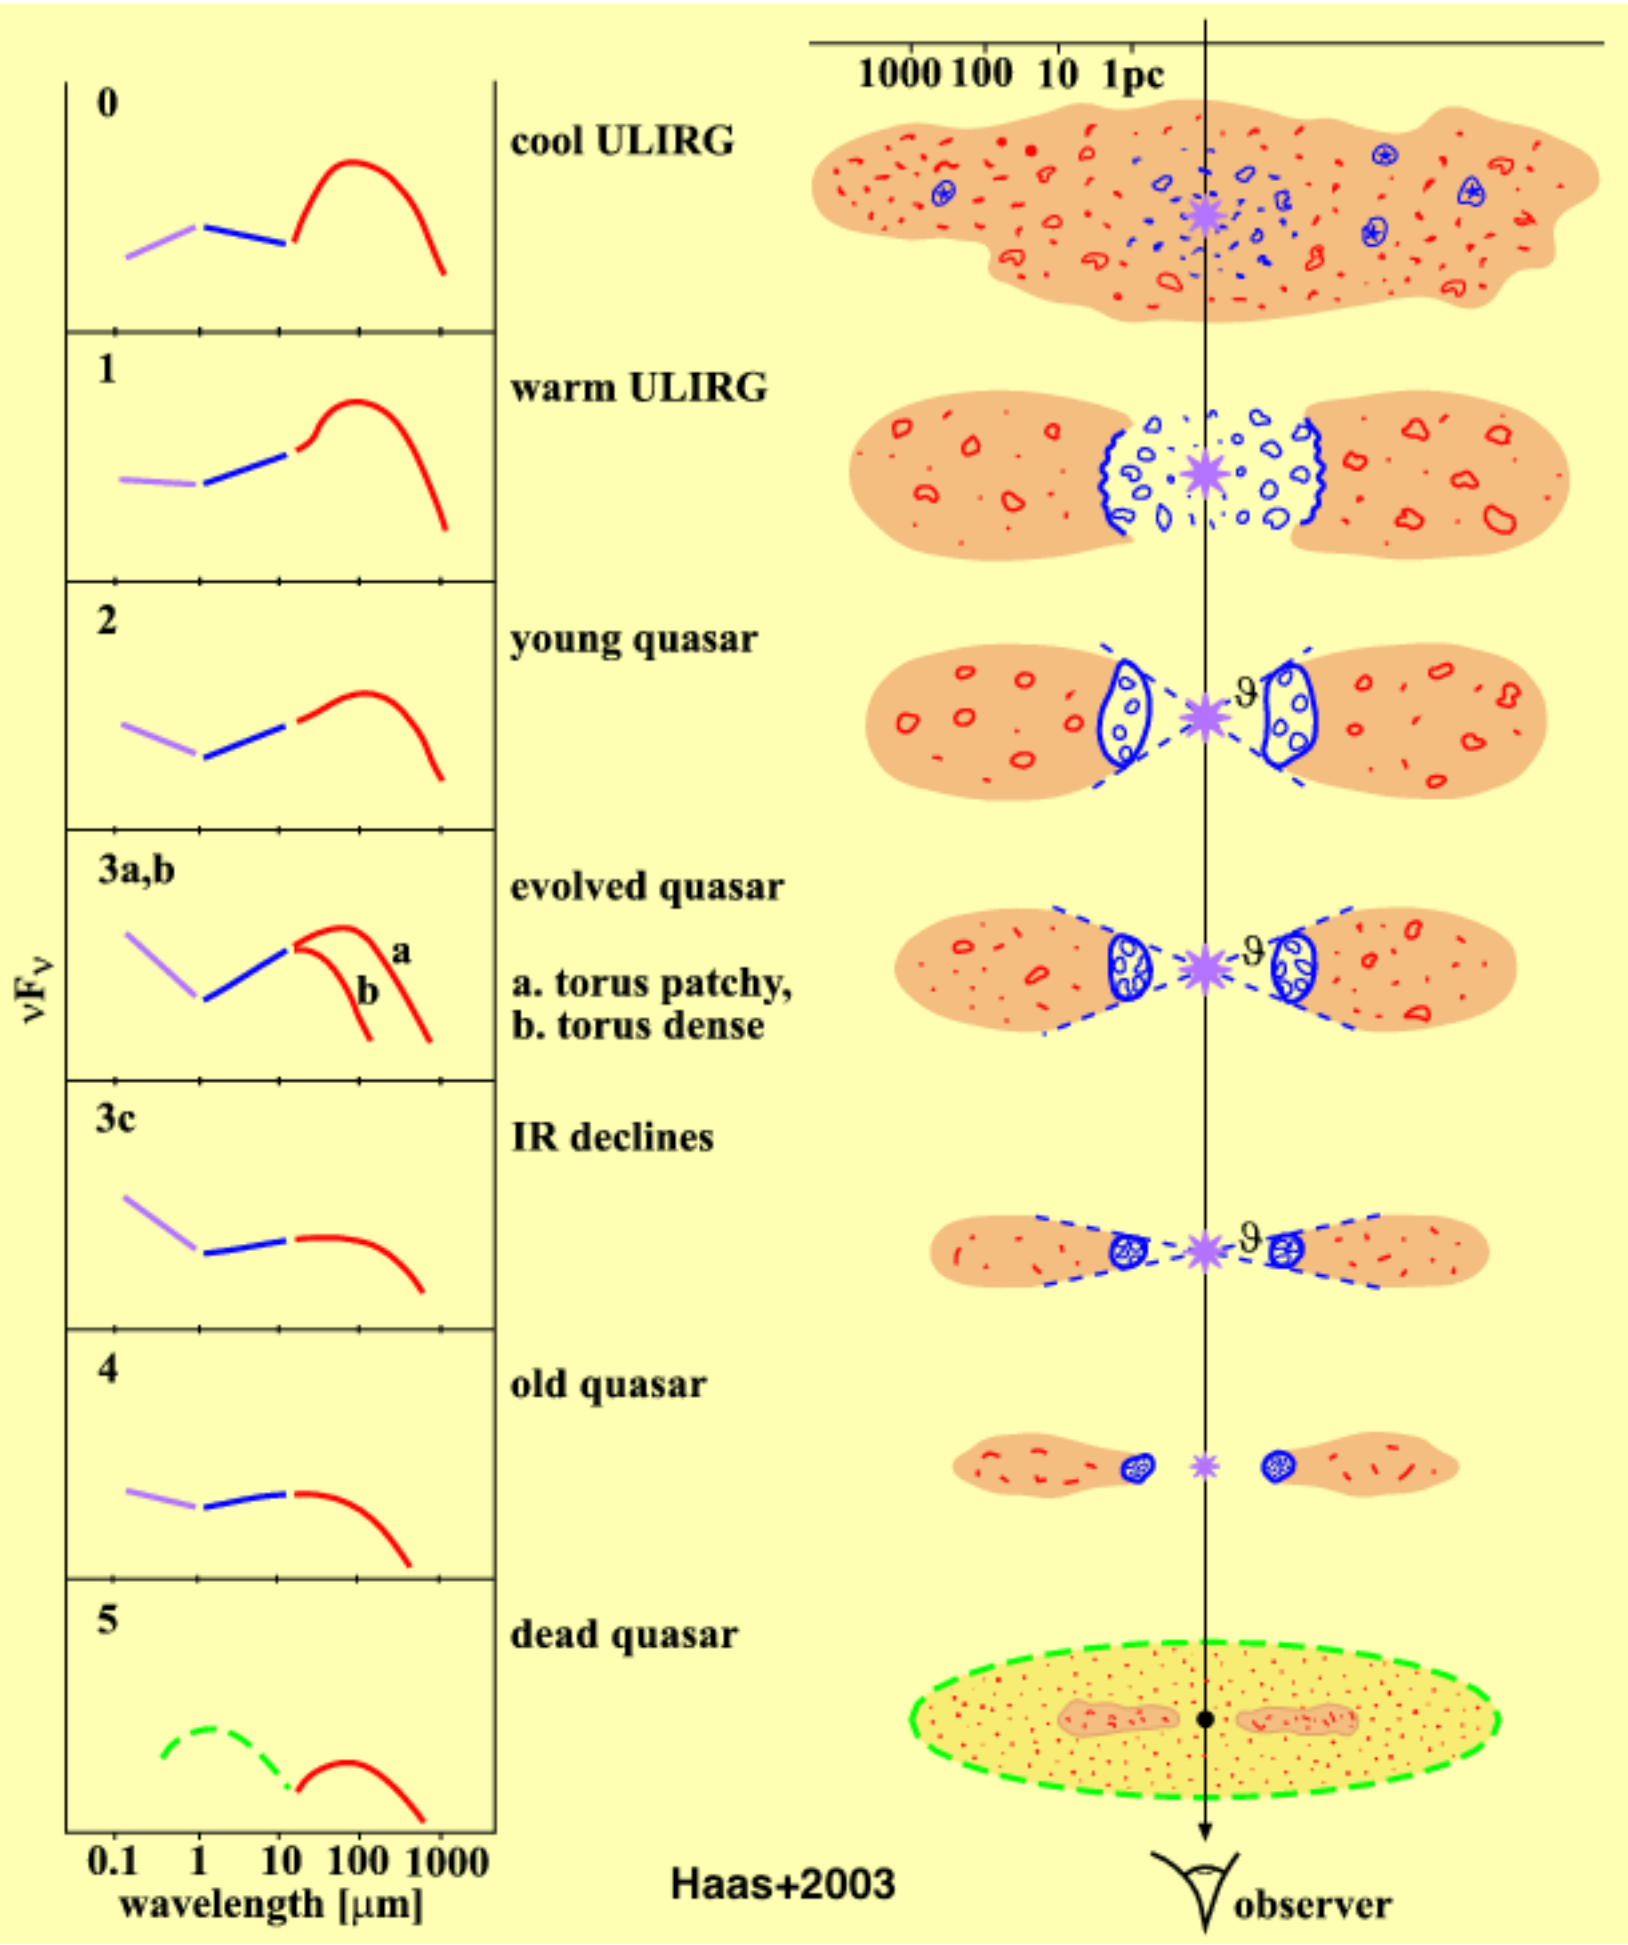 1000 100 10 1pc
0
cool ULIRG
1
warm ULIRG
2
young quasar
ϑ
3a,b
evolved quasar
a
b
a. torus patchy,
b. torus dense
ϑ
νFν
3c
IR declines
ϑ
4
old quasar
5
dead quasar
0.1 1 10 100 1000
wavelength [μm]
Haas+2003
observer